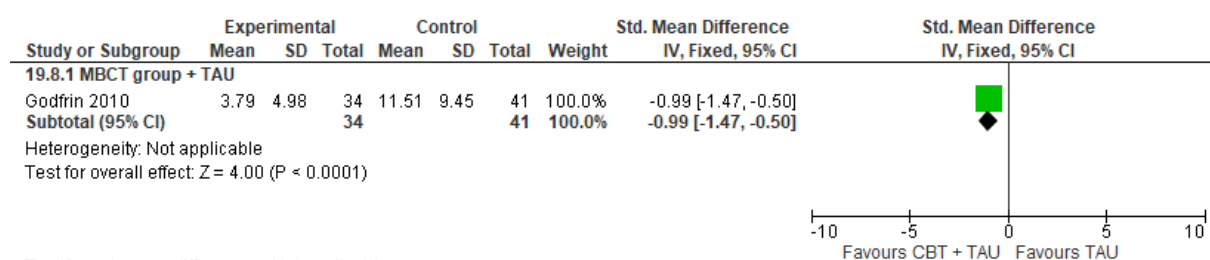 Experimental Control Std. Mean Difference Std. Mean Difference
Study or Subgroup Mean SD Total Mean SD Total Weight IV, Fixed, 95% CI IV, Fixed, 95% CI
19.8.1 MBCT group + TAU
Godfrin 2010 3.79 4.98 34 11.51 9.45 41 100.0% -0.99 [-1.47, -0.50]
Subtotal (95% CI) 34 41 100.0% -0.99 [-1.47, -0.50]
Heterogeneity: Not applicable
Test for overall effect: Z = 4.00 (P < 0.0001)
-10 -5 0 5 10
Favours CBT + TAU Favours TAU